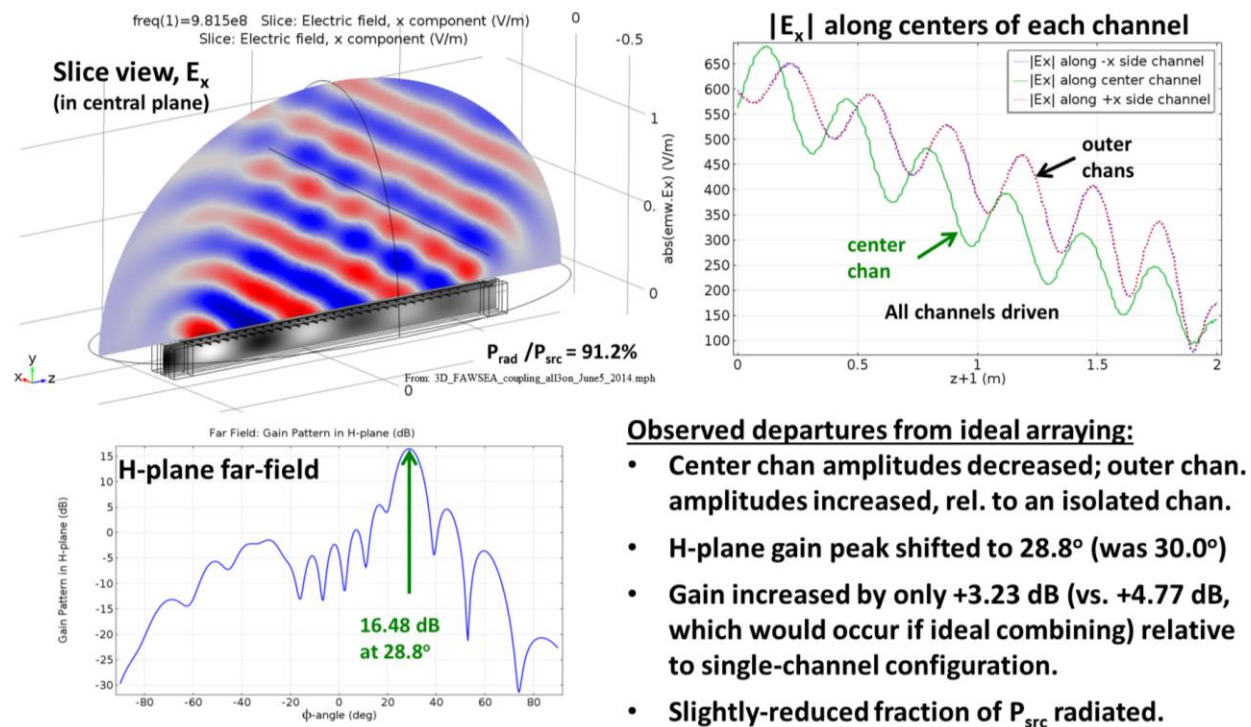 freq(1)=9.815e8 Slice: Electric field, x component (V/m)
Slice: Electric field, x component (V/m)
0
-0.5
Slice view, Eₓ
(in central plane)
1
0.
0
P_rad /P_src = 91.2%
From: 3D_FAWSEA_coupling_all3on_June5_2014.mph
0
y
x z
|Eₓ| along centers of each channel
|Ex| along -x side channel
|Ex| along center channel
|Ex| along +x side channel
650
600
550
500
450
400
350
300
250
200
150
100
abs(emw.Ex) (V/m)
outer
chans
center
chan
All channels driven
0 0.5 1 1.5 2
z+1 (m)
Far Field: Gain Pattern in H-plane (dB)
H-plane far-field
15
10
5
0
-5
-10
-15
-20
-25
-30
Gain Pattern in H-plane (dB)
16.48 dB
at 28.8º
-80 -60 -40 -20 0 20 40 60 80
ϕ-angle (deg)
Observed departures from ideal arraying:
• Center chan amplitudes decreased; outer chan.
amplitudes increased, rel. to an isolated chan.
• H-plane gain peak shifted to 28.8º (was 30.0º)
• Gain increased by only +3.23 dB (vs. +4.77 dB,
which would occur if ideal combining) relative
to single-channel configuration.
• Slightly-reduced fraction of P_src radiated.